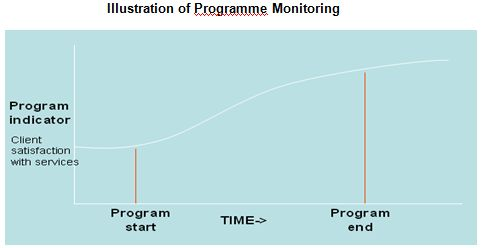 Illustration of Programme Monitoring
Program
indicator
Client
satisfaction
with services
Program
start
TIME->
Program
end